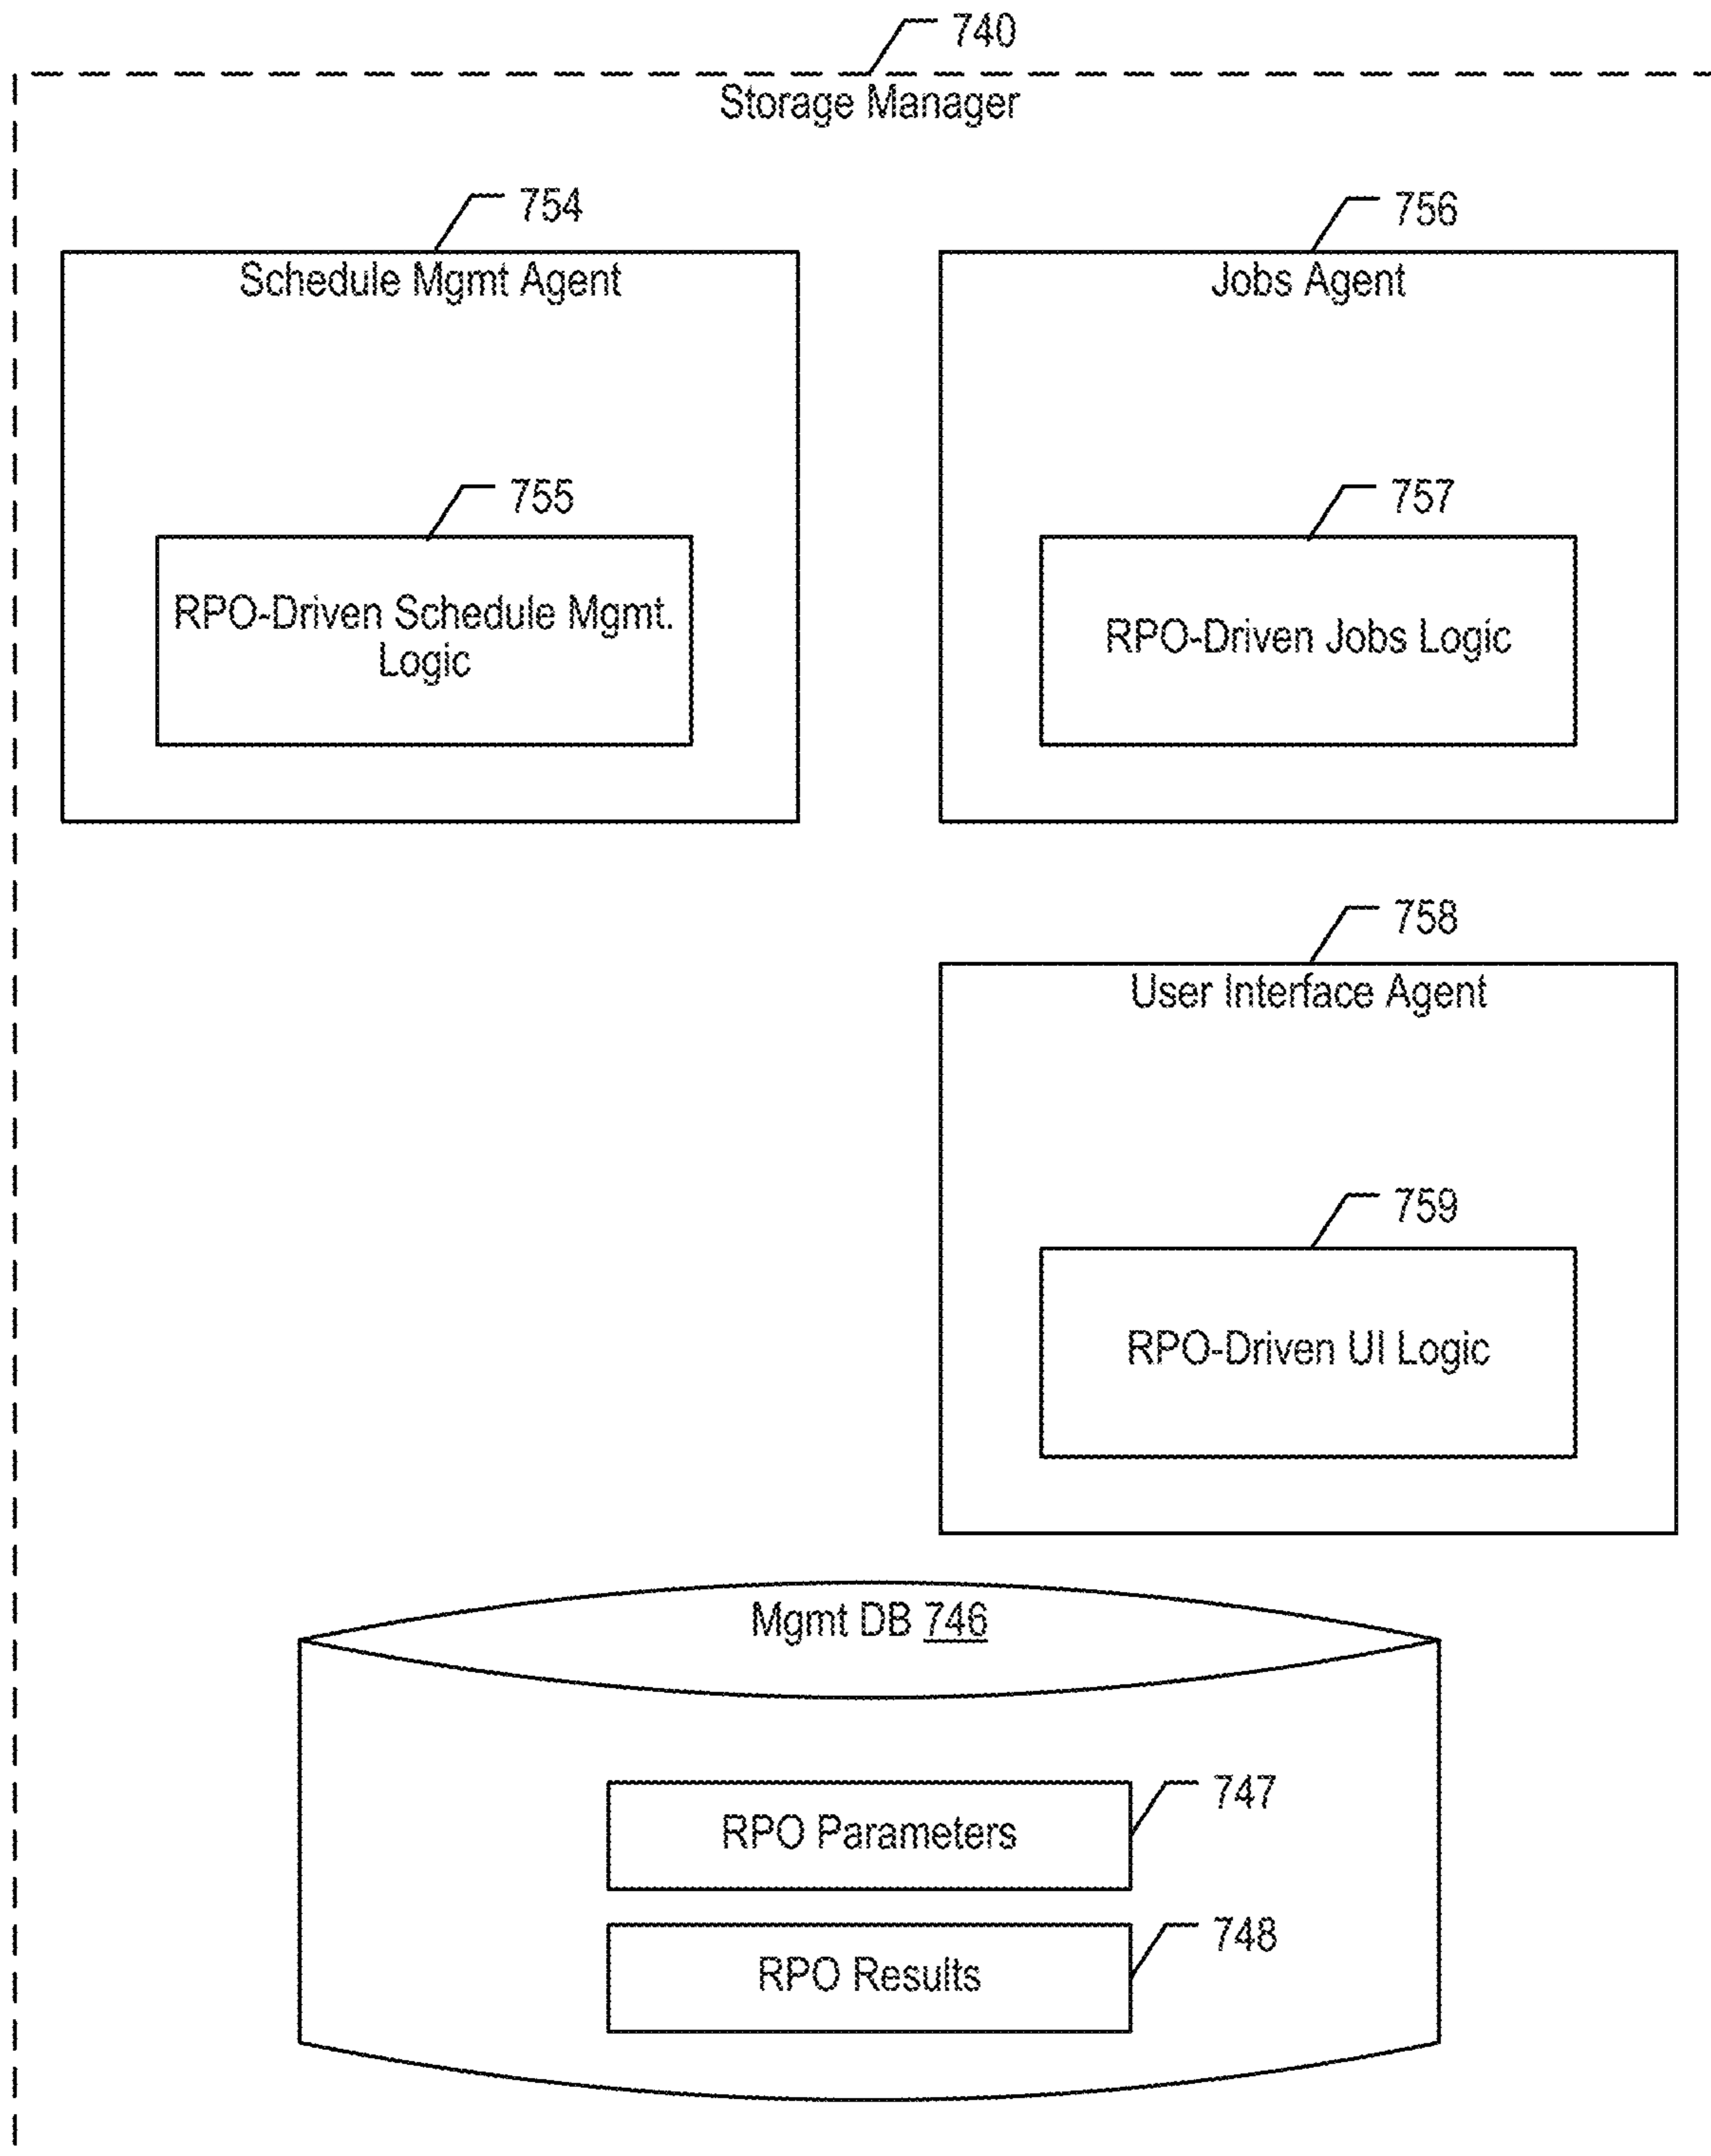 740
Storage Manager
754
Schedule Mgmt Agent
755
RPO-Driven Schedule Mgmt.
Logic
756
Jobs Agent
757
RPO-Driven Jobs Logic
758
User Interface Agent
759
RPO-Driven UI Logic
Mgmt DB 746
747
RPO Parameters
748
RPO Results